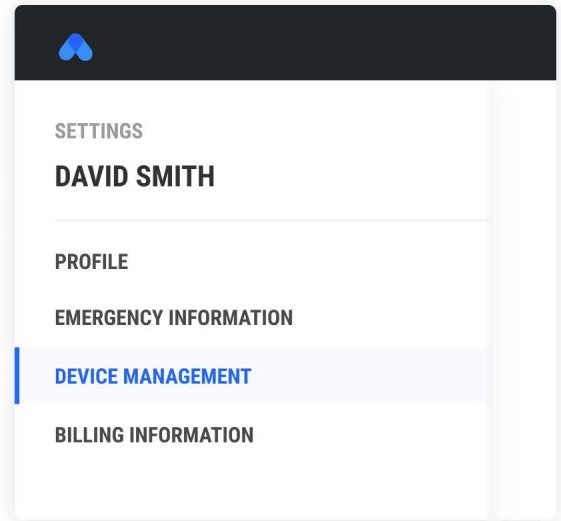 SETTINGS
DAVID SMITH
PROFILE
EMERGENCY INFORMATION
DEVICE MANAGEMENT
BILLING INFORMATION